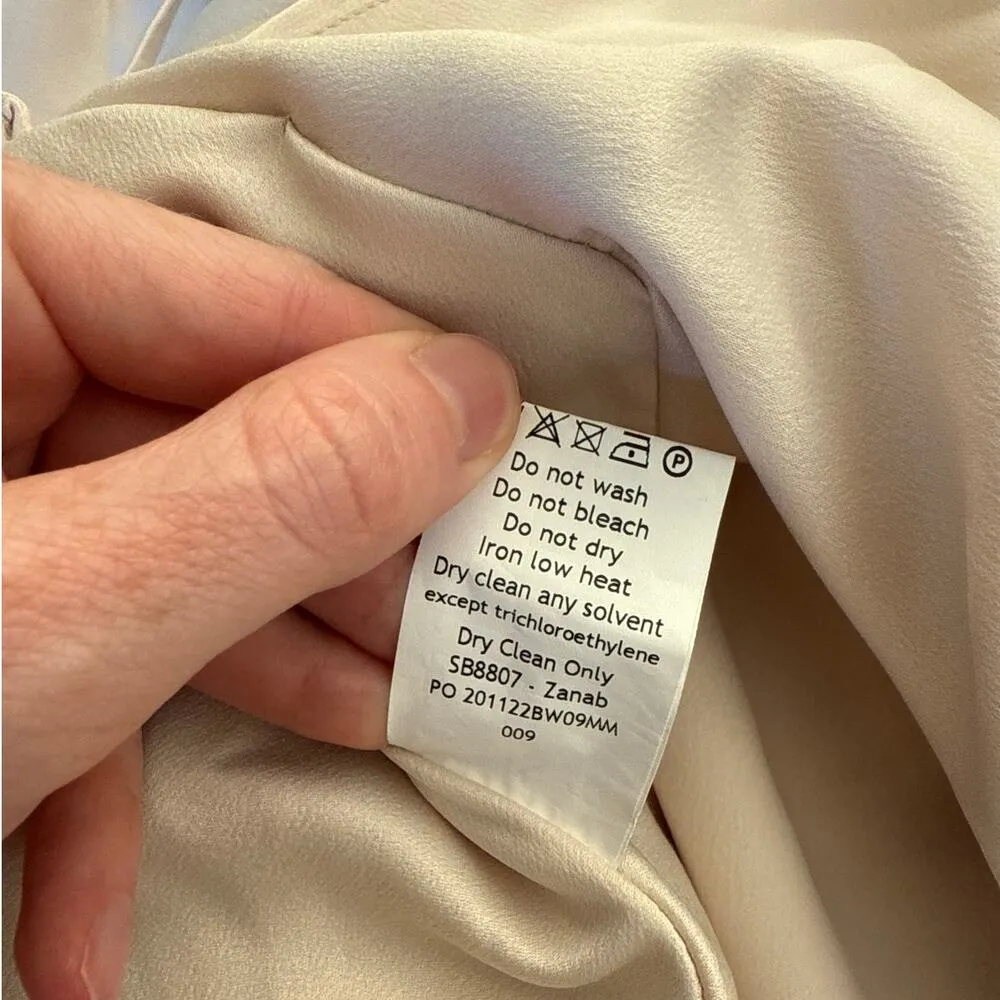 P
Do not wash
Do not bleach
Do not dry
Iron low heat
Dry clean any solvent
except trichloroethylene
Dry Clean Only
SB8807 - Zanab
PO 201122BW09MM
009